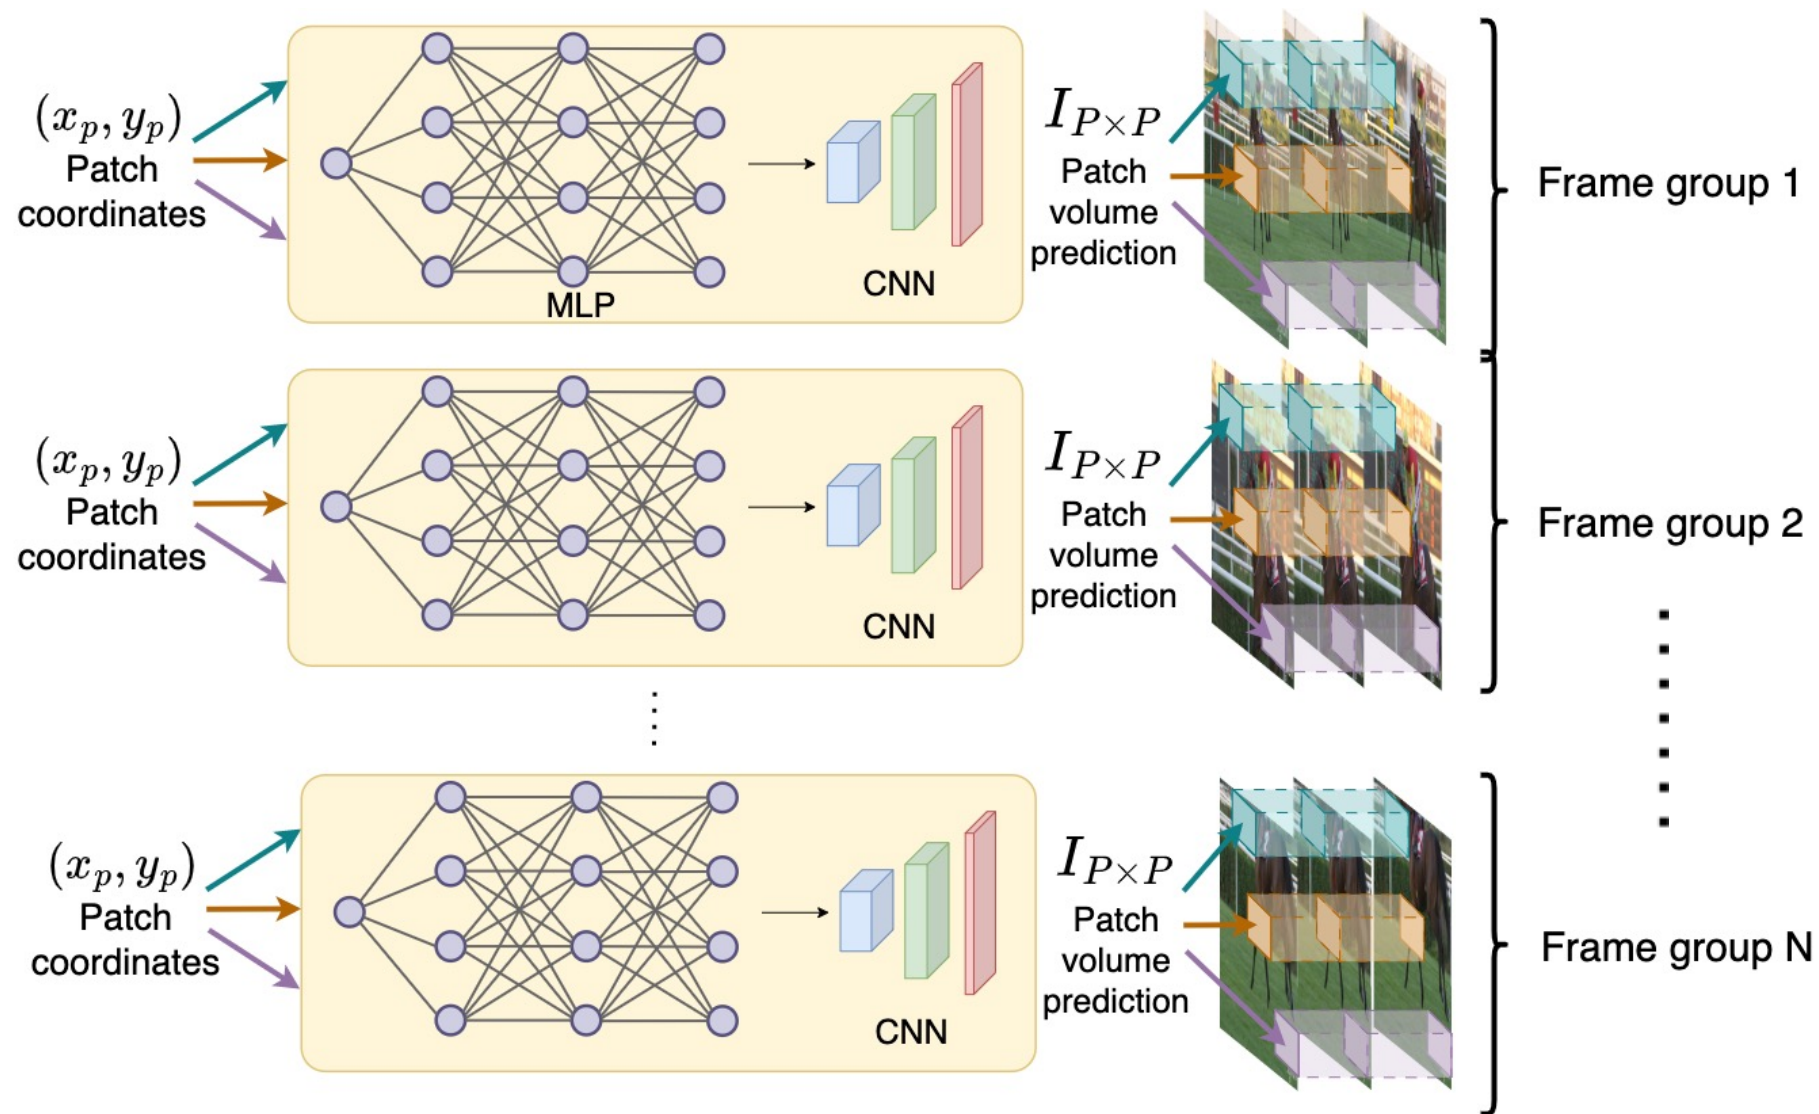 (x_p, y_p)
Patch
coordinates
MLP
CNN
I_{P×P}
Patch
volume
prediction
Frame group 1
(x_p, y_p)
Patch
coordinates
CNN
I_{P×P}
Patch
volume
prediction
Frame group 2
(x_p, y_p)
Patch
coordinates
CNN
I_{P×P}
Patch
volume
prediction
Frame group N